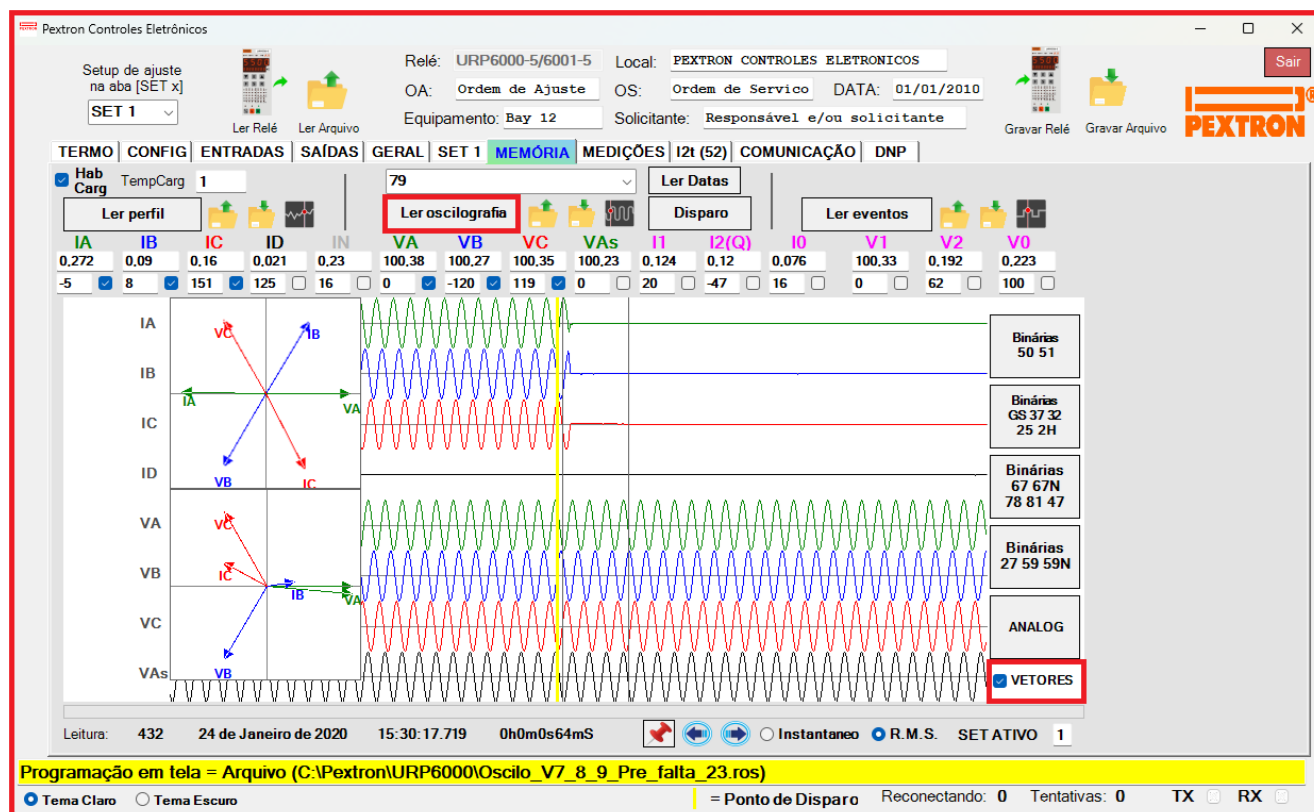 Pextron Controles Eletrônicos
Setup de ajuste
na aba [SET x]
SET 1
Ler Relé Ler Arquivo
Relé: URP6000-5/6001-5 Local: PEXTRON CONTROLES ELETRONICOS
OA: Ordem de Ajuste OS: Ordem de Servico DATA: 01/01/2010
Equipamento: Bay 12 Solicitante: Responsável e/ou solicitante
Gravar Relé Gravar Arquivo
Sair
PEXTRON
TERMO CONFIG ENTRADAS SAÍDAS GERAL SET 1 MEMÓRIA MEDIÇÕES I2t (52) COMUNICAÇÃO DNP
Hab
Carg TempCarg 1 79 Ler Datas
Ler perfil Ler oscilografia Disparo Ler eventos
IA IB IC ID IN VA VB VC VAs I1 I2(Q) I0 V1 V2 V0
0,272 0,09 0,16 0,021 0,23 100,38 100,27 100,35 100,23 0,124 0,12 0,076 100,33 0,192 0,223
-5 8 151 125 16 0 -120 119 0 20 -47 16 0 62 100
IA
IB
IC
ID
VA
VB
VC
VAs
VC IB
IA VA
VB IC
VC
IC
IB VA
VB
Binárias
50 51
Binárias
GS 37 32
25 2H
Binárias
67 67N
78 81 47
Binárias
27 59 59N
ANALOG
VETORES
Leitura: 432 24 de Janeiro de 2020 15:30:17.719 0h0m0s64mS Instantaneo R.M.S. SET ATIVO 1
Programação em tela = Arquivo (C:\Pextron\URP6000\Oscilo_V7_8_9_Pre_falta_23.ros)
Tema Claro Tema Escuro = Ponto de Disparo Reconectando: 0 Tentativas: 0 TX RX